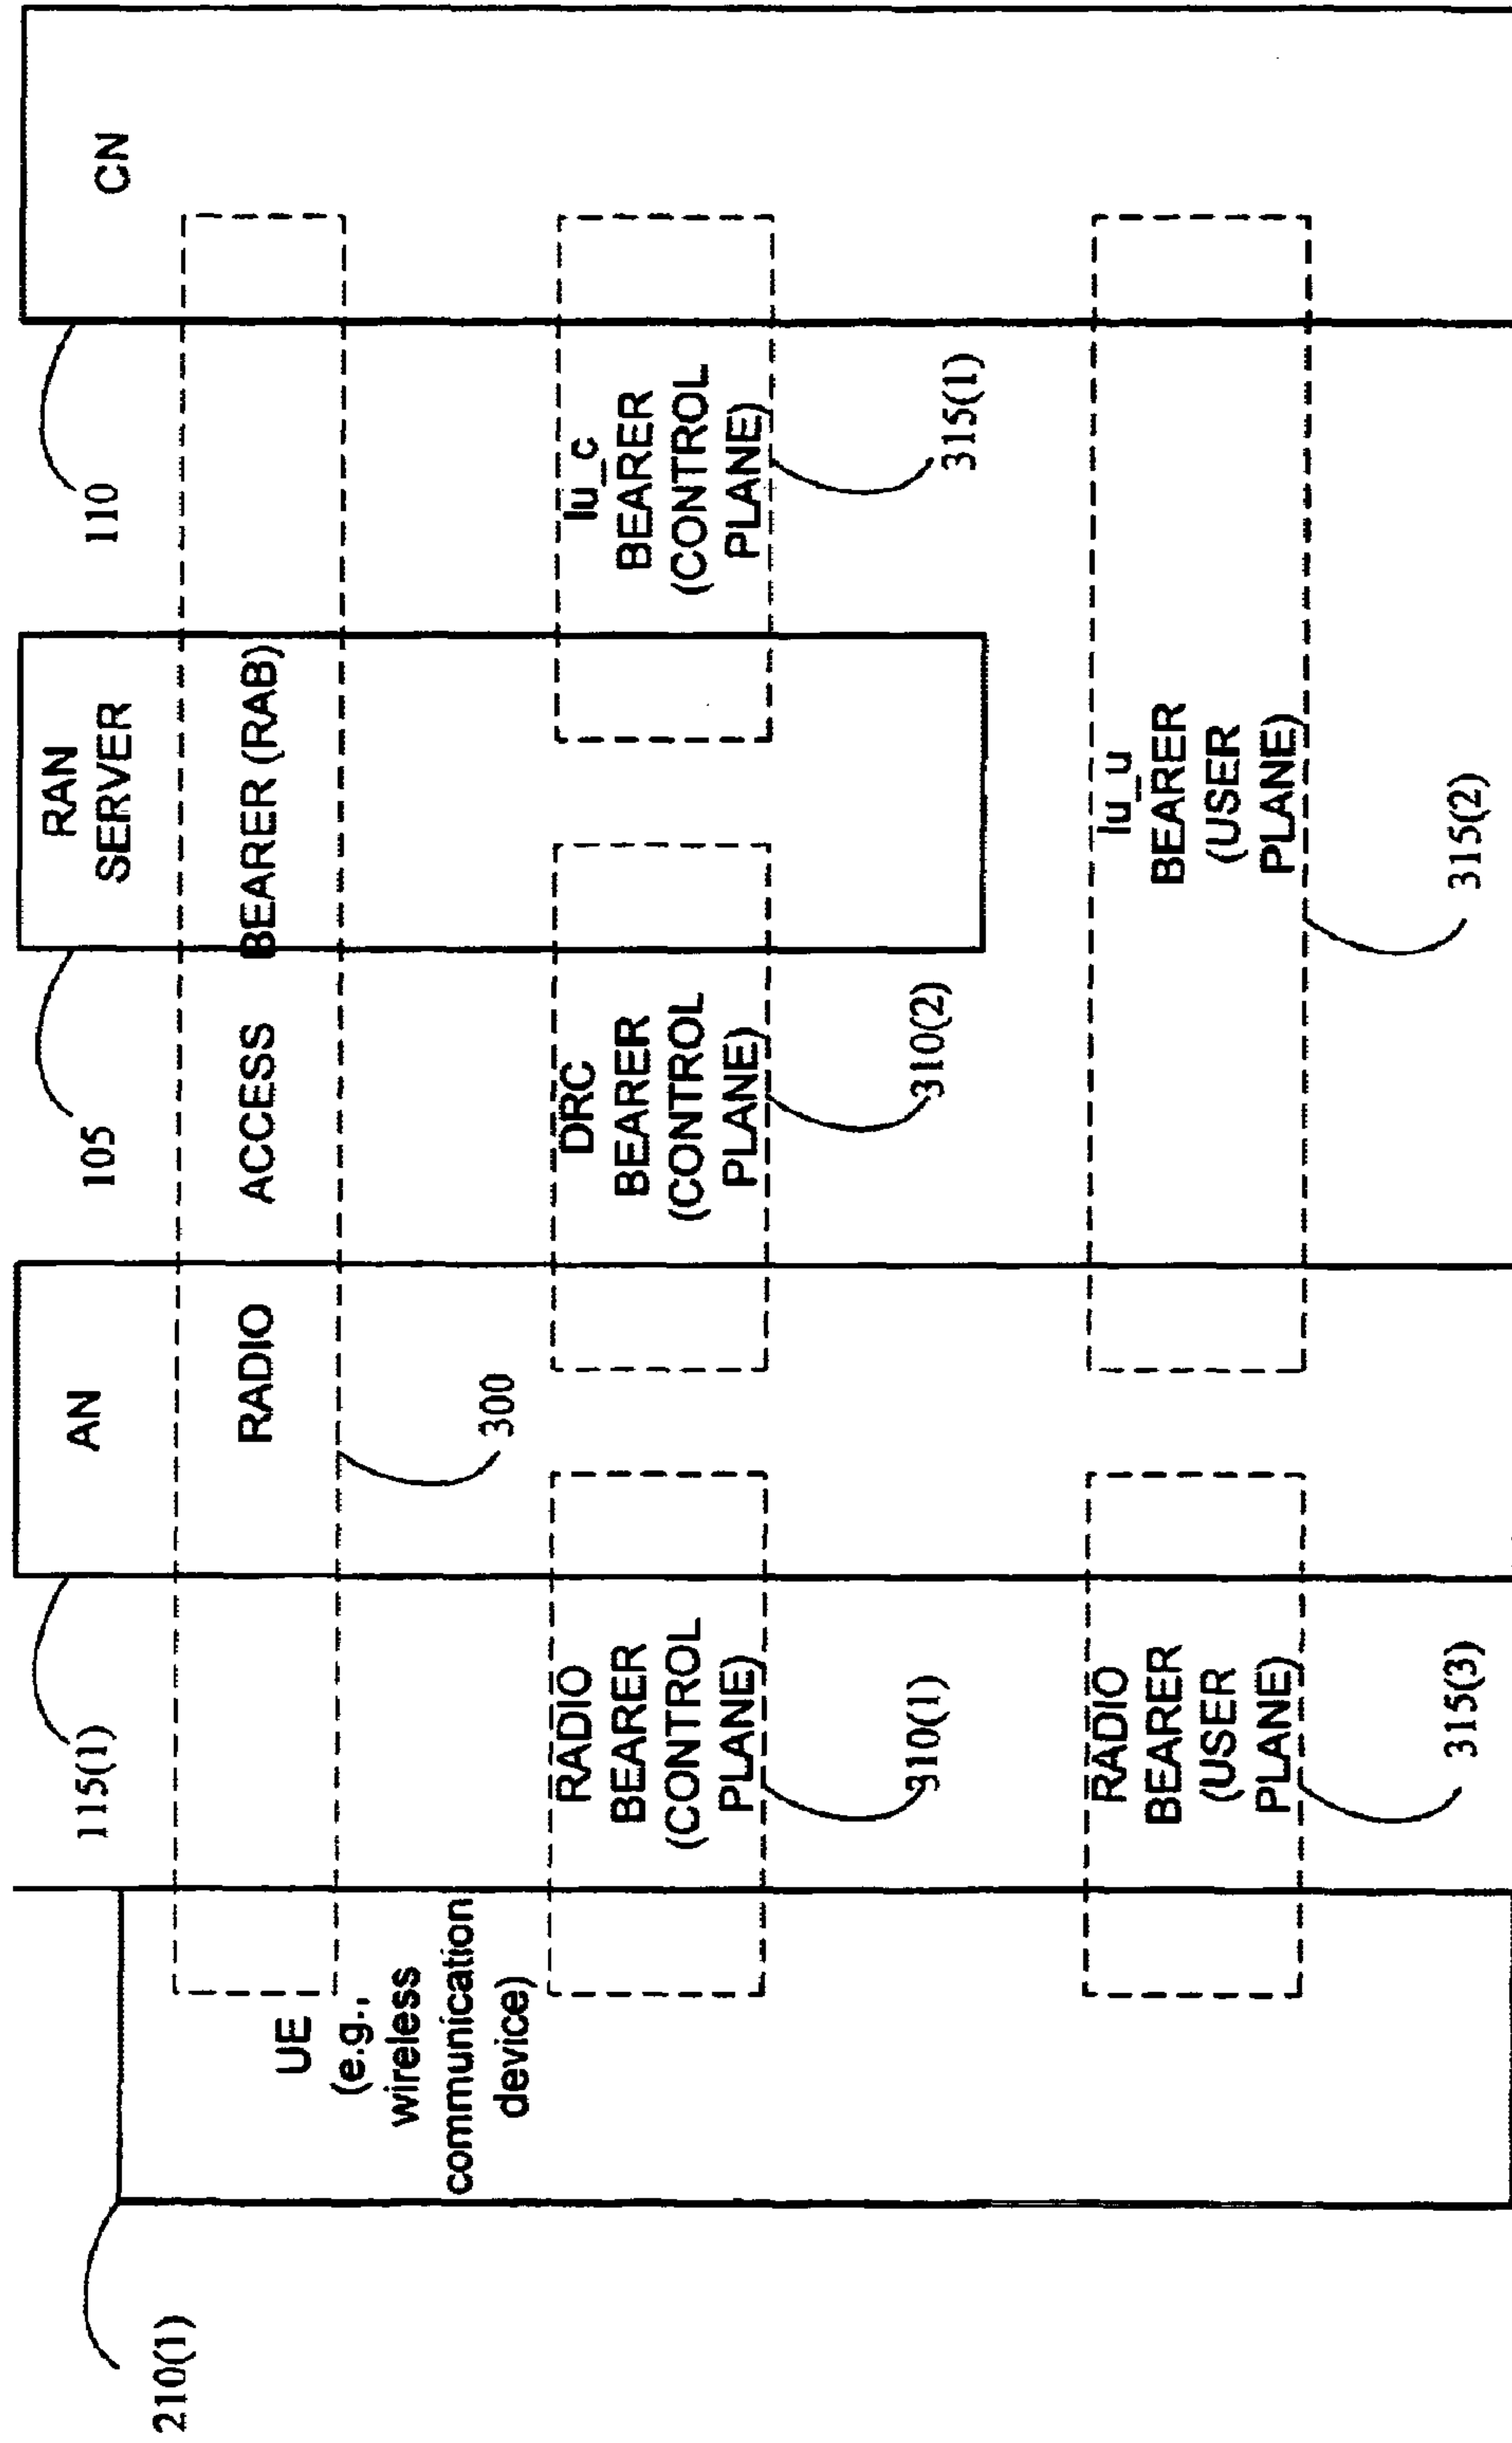 210(1)
115(1)
105
110
UE
(e.g.,
wireless
communication
device)
AN
RAN
SERVER
CN
RADIO ACCESS BEARER (RAB)
300
RADIO
BEARER
(CONTROL
PLANE)
310(1)
DRC
BEARER
(CONTROL
PLANE)
310(2)
Iu_c
BEARER
(CONTROL
PLANE)
315(1)
RADIO
BEARER
(USER
PLANE)
315(3)
Iu_u
BEARER
(USER
PLANE)
315(2)